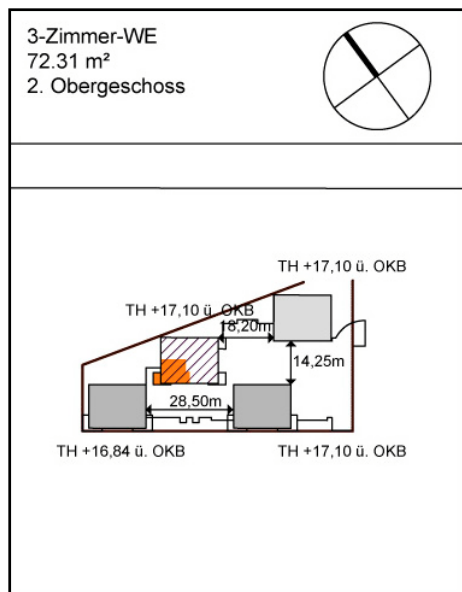 3-Zimmer-WE
72.31 m²
2. Obergeschoss
TH +17,10 ü. OKB
TH +17,10 ü. OKB
18,20m
14,25m
28,50m
TH +16,84 ü. OKB
TH +17,10 ü. OKB